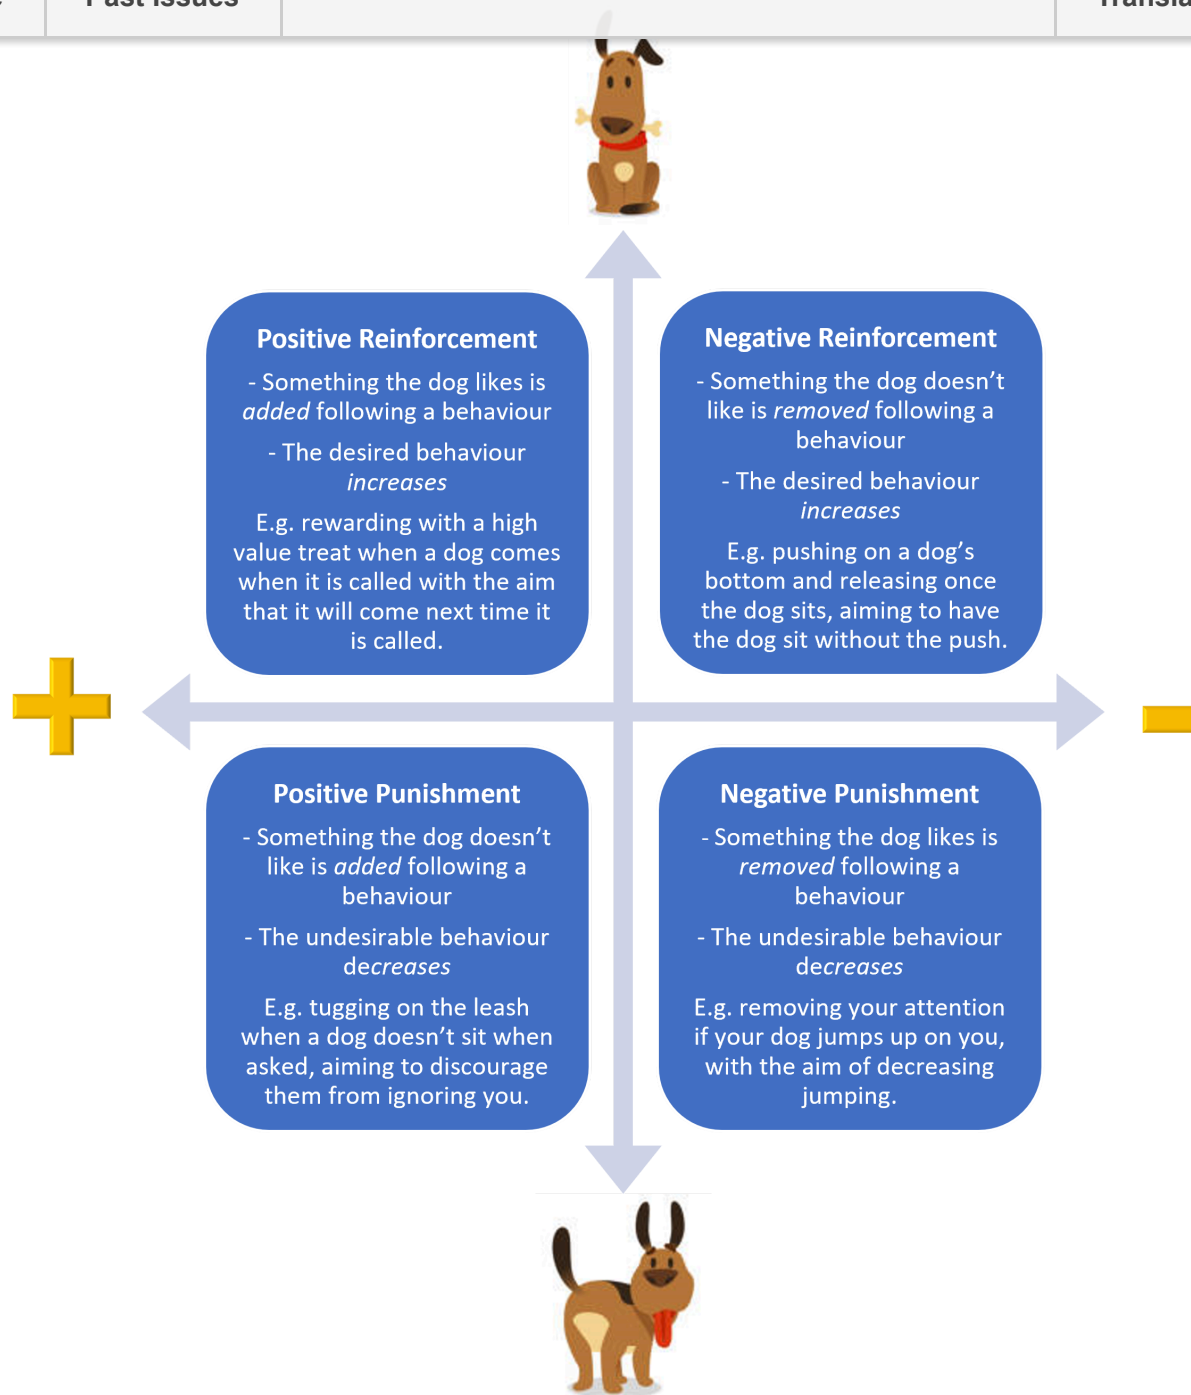 Past Issues
Positive Reinforcement
- Something the dog likes is
added following a behaviour
- The desired behaviour
increases
E.g. rewarding with a high
value treat when a dog comes
when it is called with the aim
that it will come next time it
is called.
Negative Reinforcement
- Something the dog doesn’t
like is removed following a
behaviour
- The desired behaviour
increases
E.g. pushing on a dog’s
bottom and releasing once
the dog sits, aiming to have
the dog sit without the push.
Positive Punishment
- Something the dog doesn’t
like is added following a
behaviour
- The undesirable behaviour
decreases
E.g. tugging on the leash
when a dog doesn’t sit when
asked, aiming to discourage
them from ignoring you.
Negative Punishment
- Something the dog likes is
removed following a
behaviour
- The undesirable behaviour
decreases
E.g. removing your attention
if your dog jumps up on you,
with the aim of decreasing
jumping.